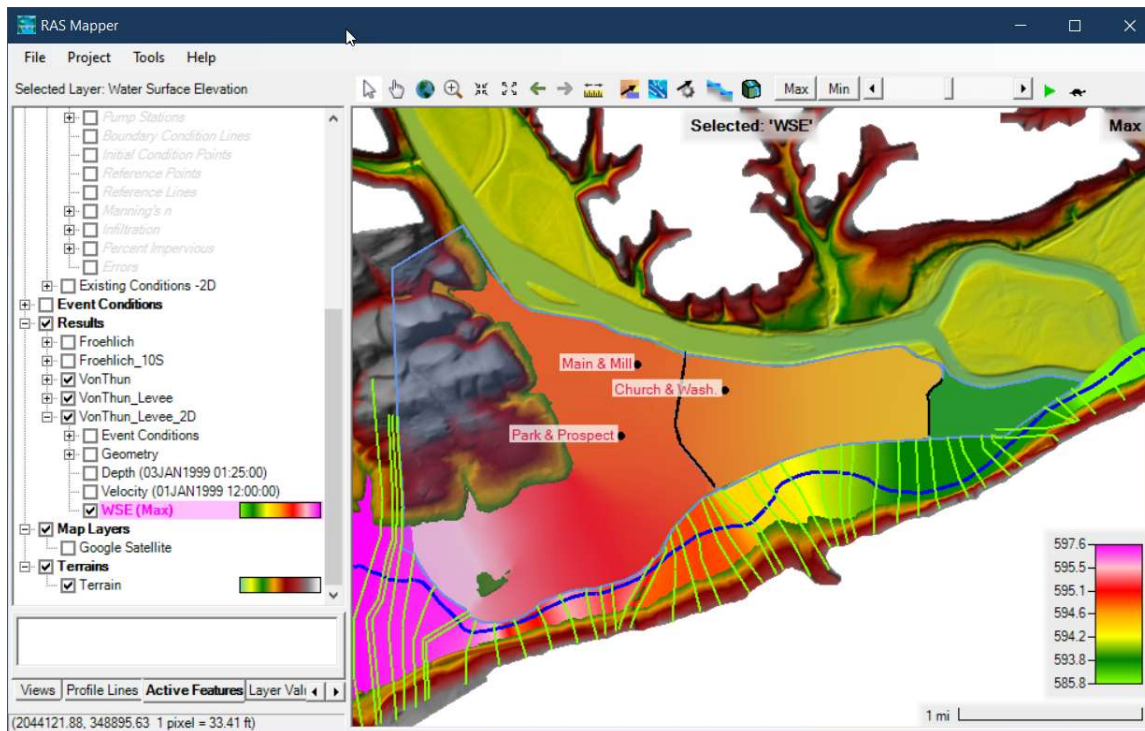 RAS Mapper
File Project Tools Help
Selected Layer: Water Surface Elevation
Max Min
Pump Stations
Boundary Condition Lines
Initial Condition Points
Reference Points
Reference Lines
Manning's n
Infiltration
Percent Impervious
Errors
Existing Conditions -2D
Event Conditions
Results
Froehlich
Froehlich_10S
VonThun
VonThun_Levee
VonThun_Levee_2D
Event Conditions
Geometry
Depth (03JAN1999 01:25:00)
Velocity (01JAN1999 12:00:00)
WSE (Max)
Map Layers
Google Satellite
Terrains
Terrain
Views Profile Lines Active Features Layer Valu
(2044121.88, 348895.63 1 pixel = 33.41 ft)
Selected: 'WSE'
Max
Main & Mill
Church & Wash.
Park & Prospect
597.6
595.5
595.1
594.6
594.2
593.8
585.8
1 mi